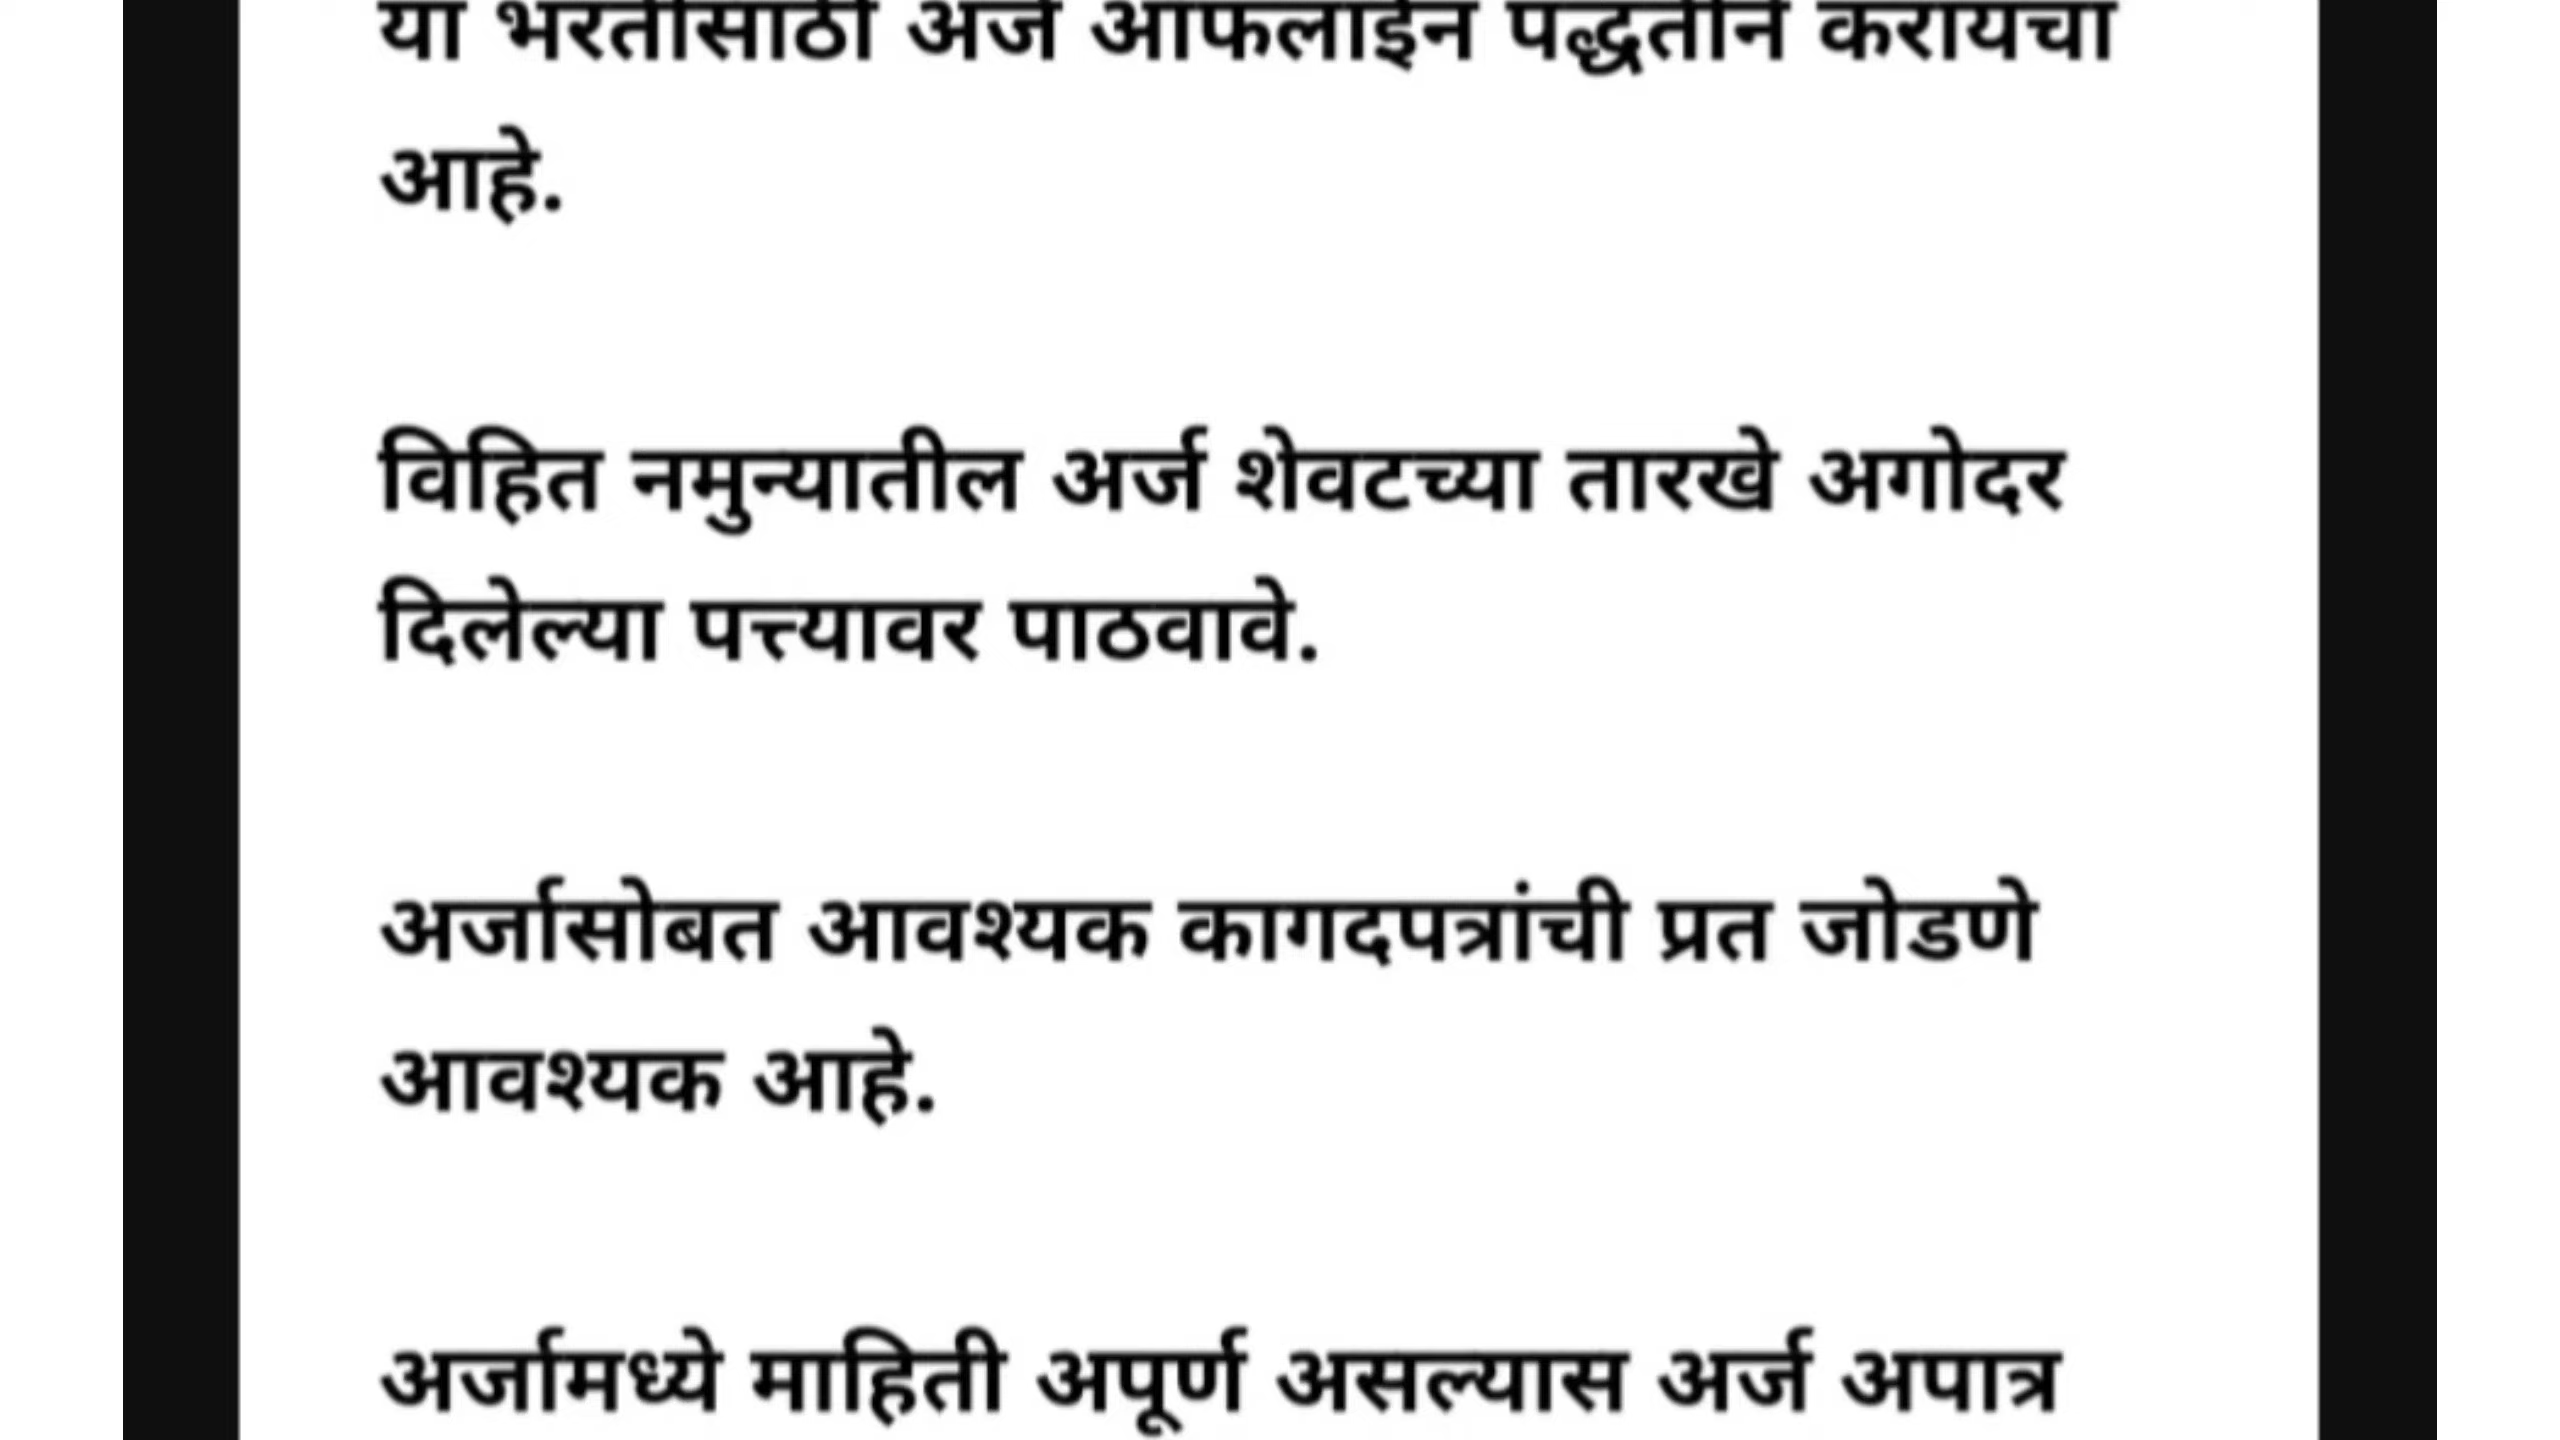 या भरतीसाठी अर्ज ऑफलाईन पद्धतीने करायचा
आहे.
विहित नमुन्यातील अर्ज शेवटच्या तारखे अगोदर
दिलेल्या पत्त्यावर पाठवावे.
अर्जासोबत आवश्यक कागदपत्रांची प्रत जोडणे
आवश्यक आहे.
अर्जामध्ये माहिती अपूर्ण असल्यास अर्ज अपात्र